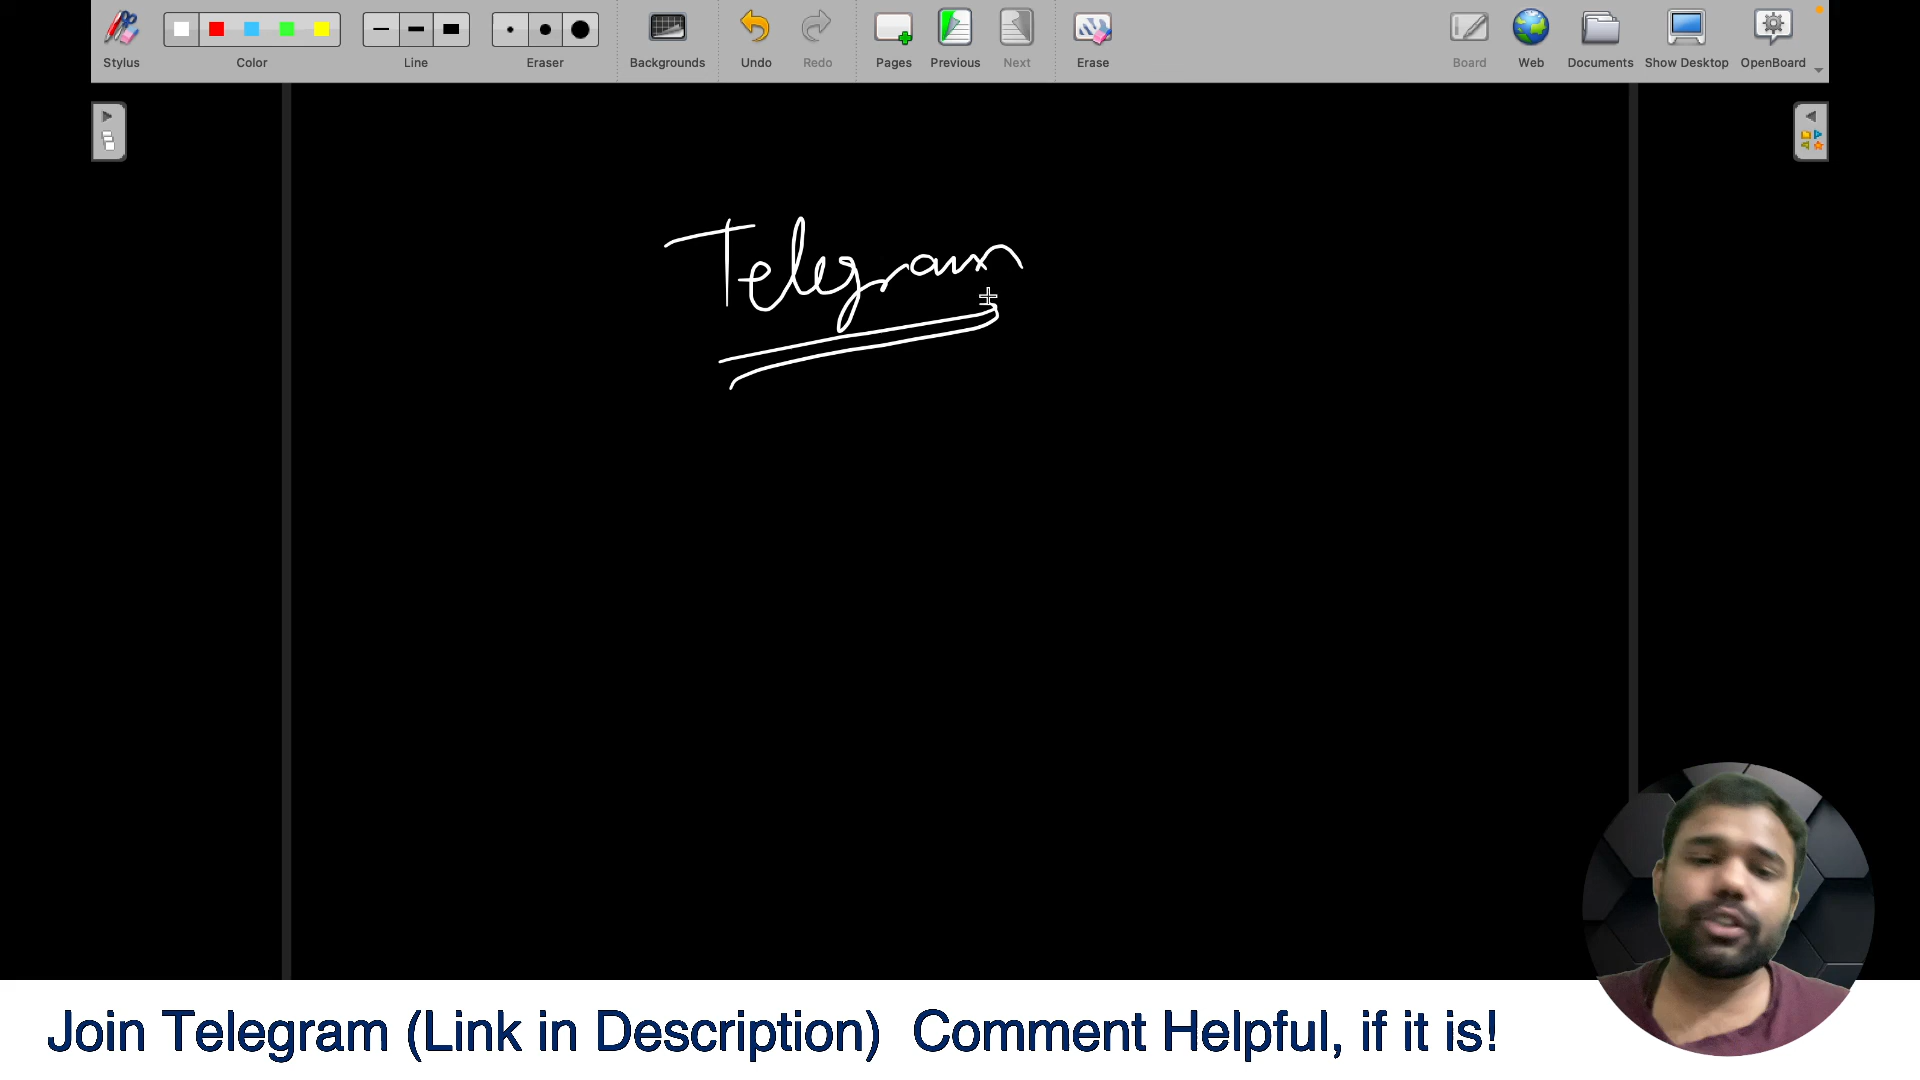 Stylus Color Line Eraser Backgrounds Undo Redo Pages Previous Next Erase Board Web Documents Show Desktop OpenBoard
Telegram
Join Telegram (Link in Description) Comment Helpful, if it is!